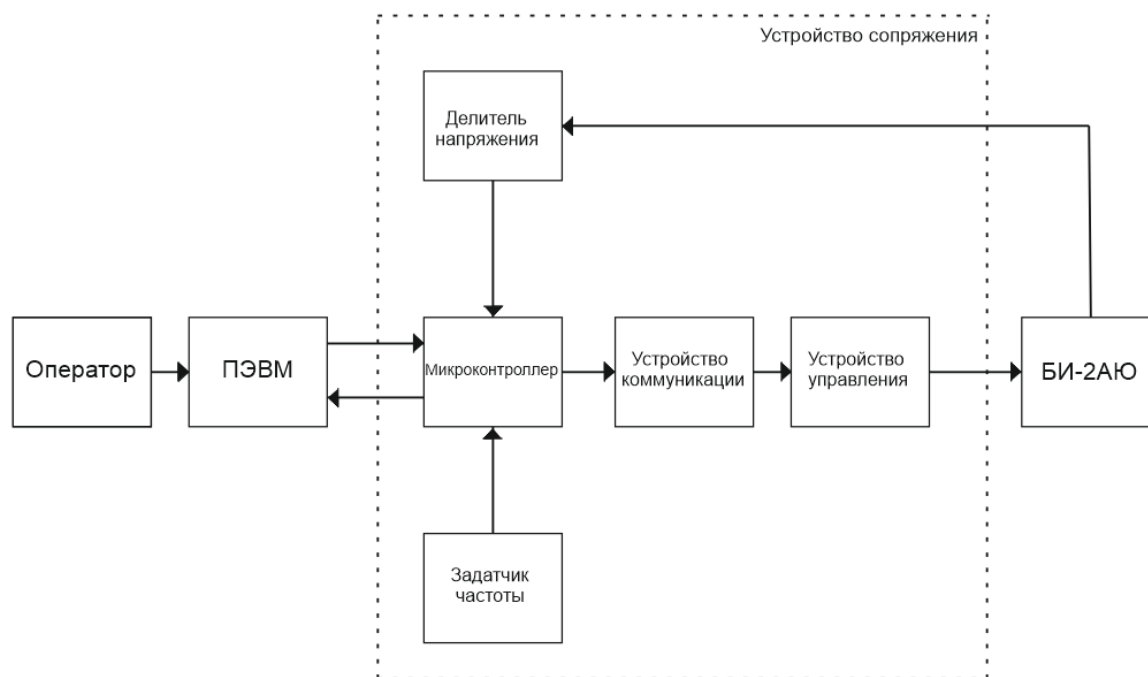 Устройство сопряжения
Делитель
напряжения
Оператор
ПЭВМ
Микроконтроллер
Устройство
коммуникации
Устройство
управления
БИ-2АЮ
Задатчик
частоты